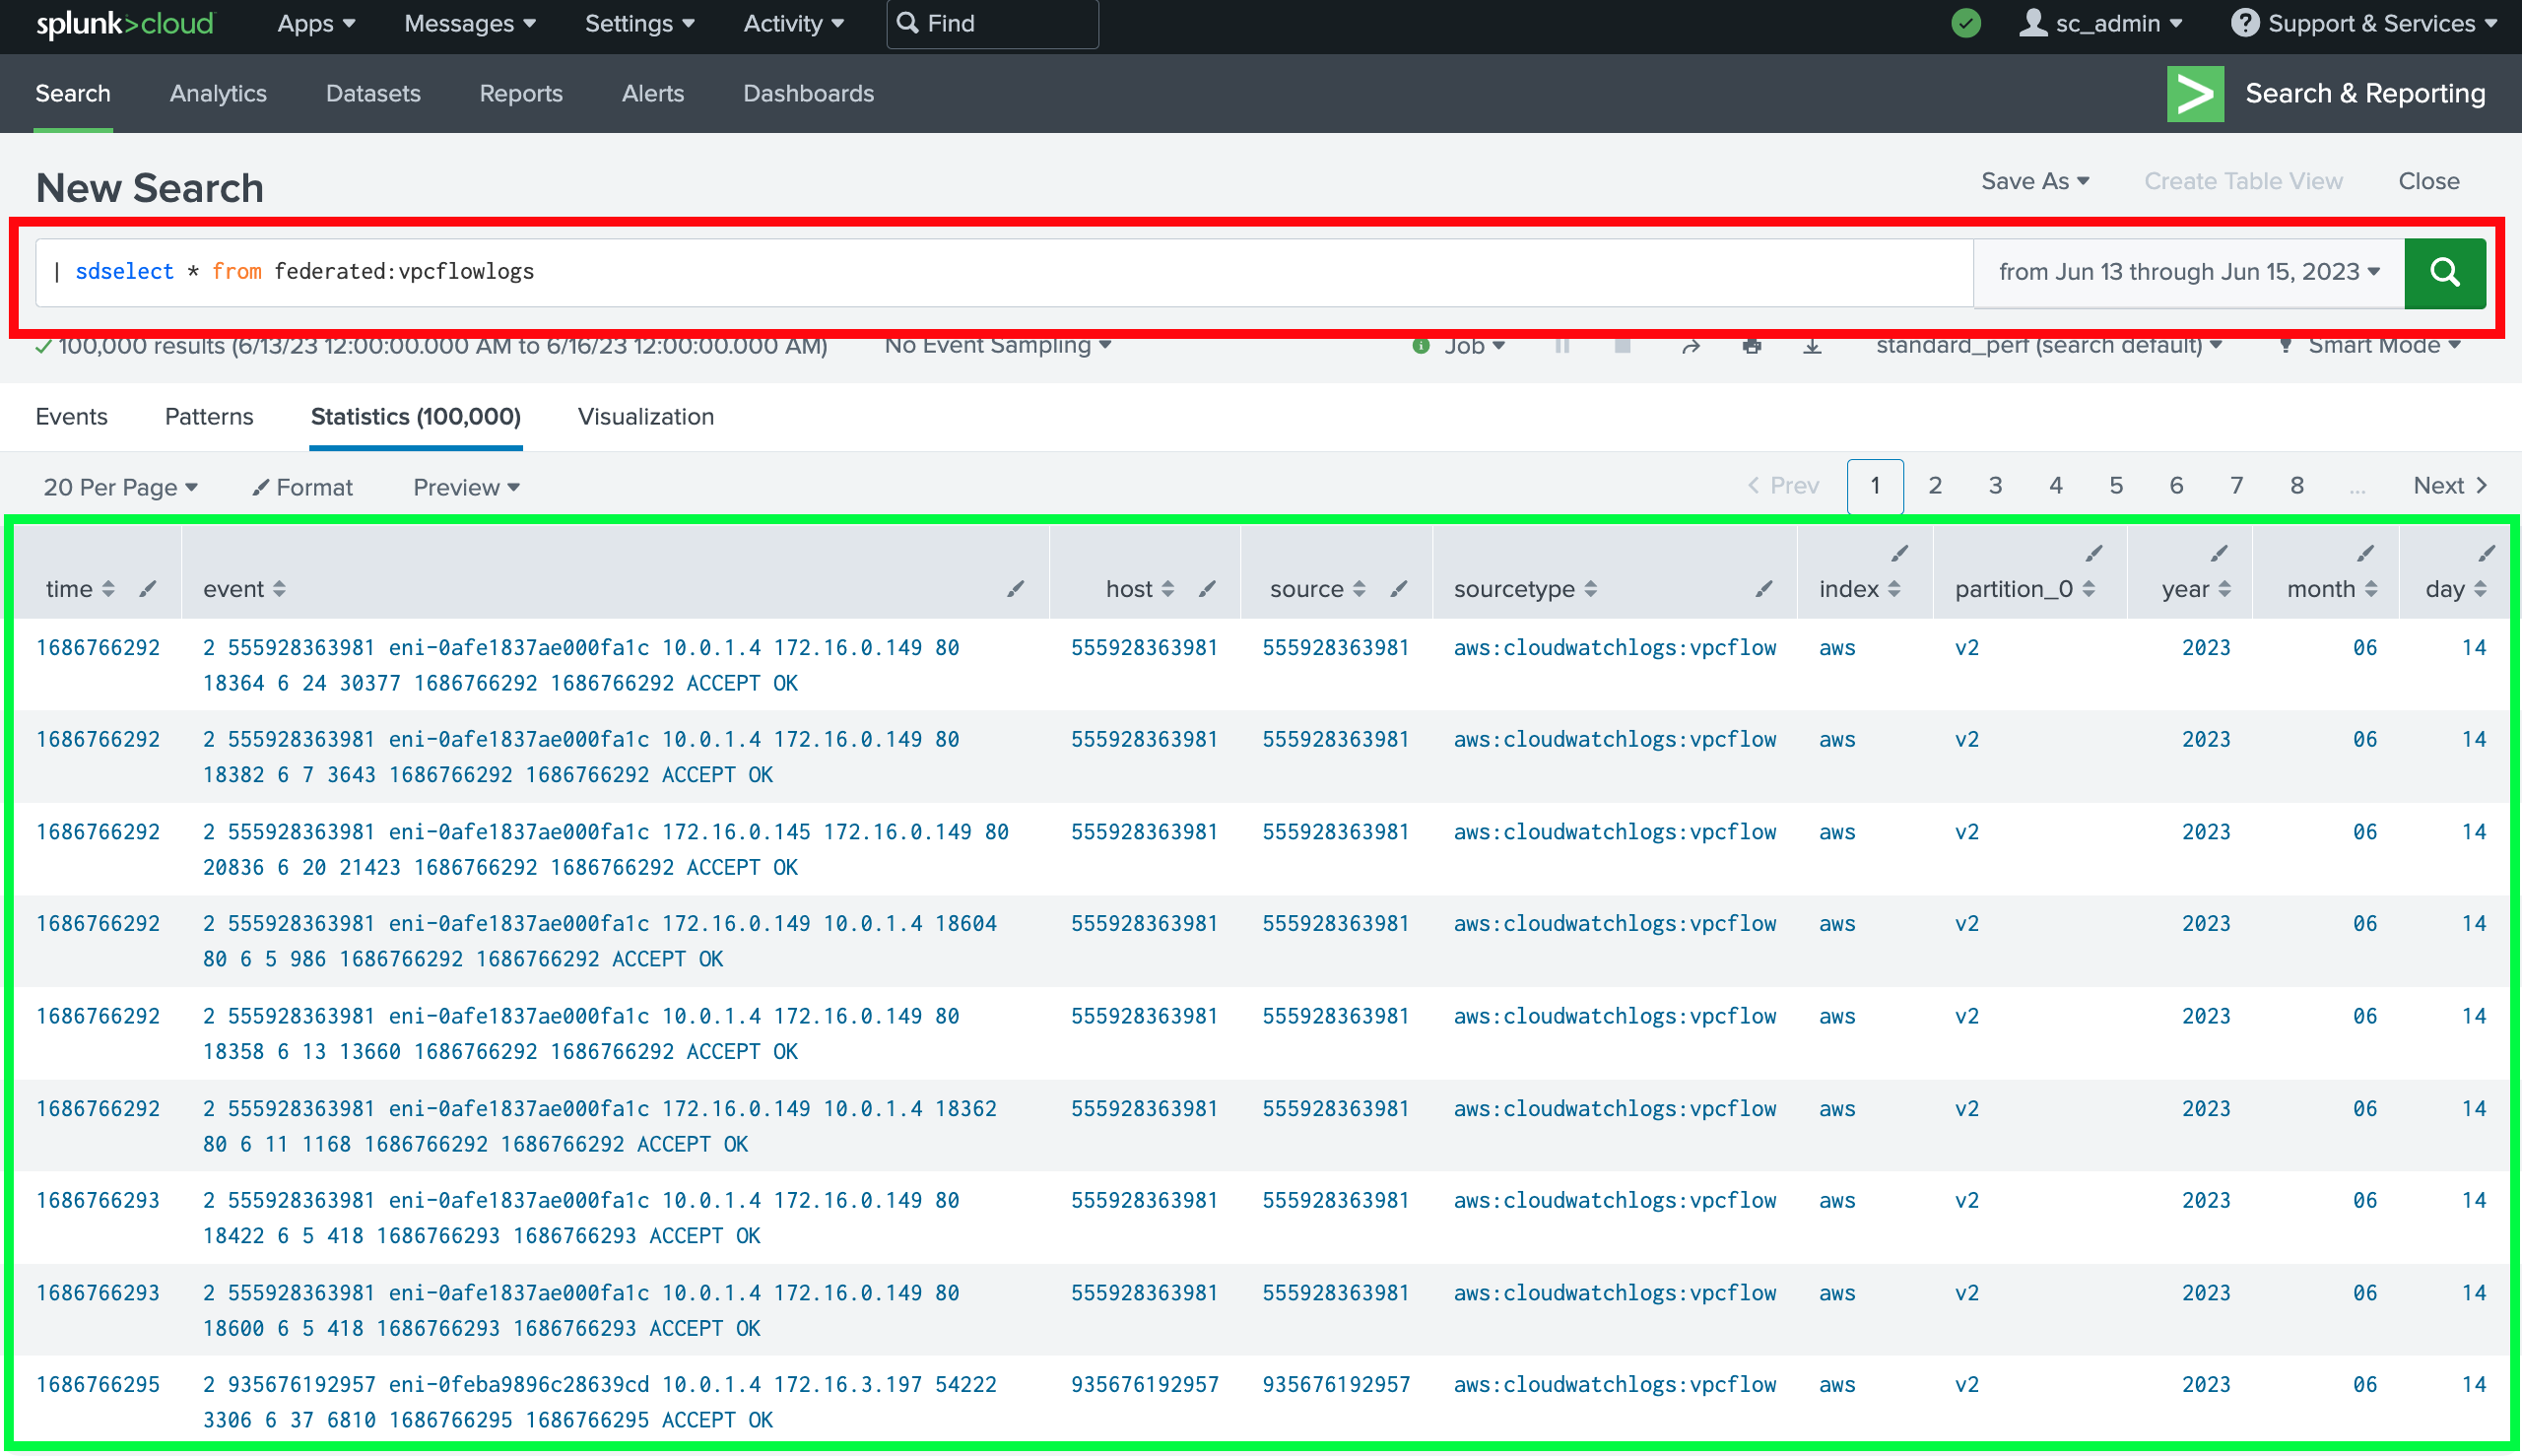 splunk>cloud Apps Messages Settings Activity Find sc_admin Support & Services
Search Analytics Datasets Reports Alerts Dashboards Search & Reporting
New Search Save As Create Table View Close
| sdselect * from federated:vpcflowlogs from Jun 13 through Jun 15, 2023
100,000 results (6/13/23 12:00:00.000 AM to 6/16/23 12:00:00.000 AM) No Event Sampling Job standard_perf (search default) Smart Mode
Events Patterns Statistics (100,000) Visualization
20 Per Page Format Preview < Prev 1 2 3 4 5 6 7 8 ... Next >
time event host source sourcetype index partition_0 year month day
1686766292 2 555928363981 eni-0afe1837ae000fa1c 10.0.1.4 172.16.0.149 80 555928363981 555928363981 aws:cloudwatchlogs:vpcflow aws v2 2023 06 14
18364 6 24 30377 1686766292 1686766292 ACCEPT OK
1686766292 2 555928363981 eni-0afe1837ae000fa1c 10.0.1.4 172.16.0.149 80 555928363981 555928363981 aws:cloudwatchlogs:vpcflow aws v2 2023 06 14
18382 6 7 3643 1686766292 1686766292 ACCEPT OK
1686766292 2 555928363981 eni-0afe1837ae000fa1c 172.16.0.145 172.16.0.149 80 555928363981 555928363981 aws:cloudwatchlogs:vpcflow aws v2 2023 06 14
20836 6 20 21423 1686766292 1686766292 ACCEPT OK
1686766292 2 555928363981 eni-0afe1837ae000fa1c 172.16.0.149 10.0.1.4 18604 555928363981 555928363981 aws:cloudwatchlogs:vpcflow aws v2 2023 06 14
80 6 5 986 1686766292 1686766292 ACCEPT OK
1686766292 2 555928363981 eni-0afe1837ae000fa1c 10.0.1.4 172.16.0.149 80 555928363981 555928363981 aws:cloudwatchlogs:vpcflow aws v2 2023 06 14
18358 6 13 13660 1686766292 1686766292 ACCEPT OK
1686766292 2 555928363981 eni-0afe1837ae000fa1c 172.16.0.149 10.0.1.4 18362 555928363981 555928363981 aws:cloudwatchlogs:vpcflow aws v2 2023 06 14
80 6 11 1168 1686766292 1686766292 ACCEPT OK
1686766293 2 555928363981 eni-0afe1837ae000fa1c 10.0.1.4 172.16.0.149 80 555928363981 555928363981 aws:cloudwatchlogs:vpcflow aws v2 2023 06 14
18422 6 5 418 1686766293 1686766293 ACCEPT OK
1686766293 2 555928363981 eni-0afe1837ae000fa1c 10.0.1.4 172.16.0.149 80 555928363981 555928363981 aws:cloudwatchlogs:vpcflow aws v2 2023 06 14
18600 6 5 418 1686766293 1686766293 ACCEPT OK
1686766295 2 935676192957 eni-0feba9896c28639cd 10.0.1.4 172.16.3.197 54222 935676192957 935676192957 aws:cloudwatchlogs:vpcflow aws v2 2023 06 14
3306 6 37 6810 1686766295 1686766295 ACCEPT OK